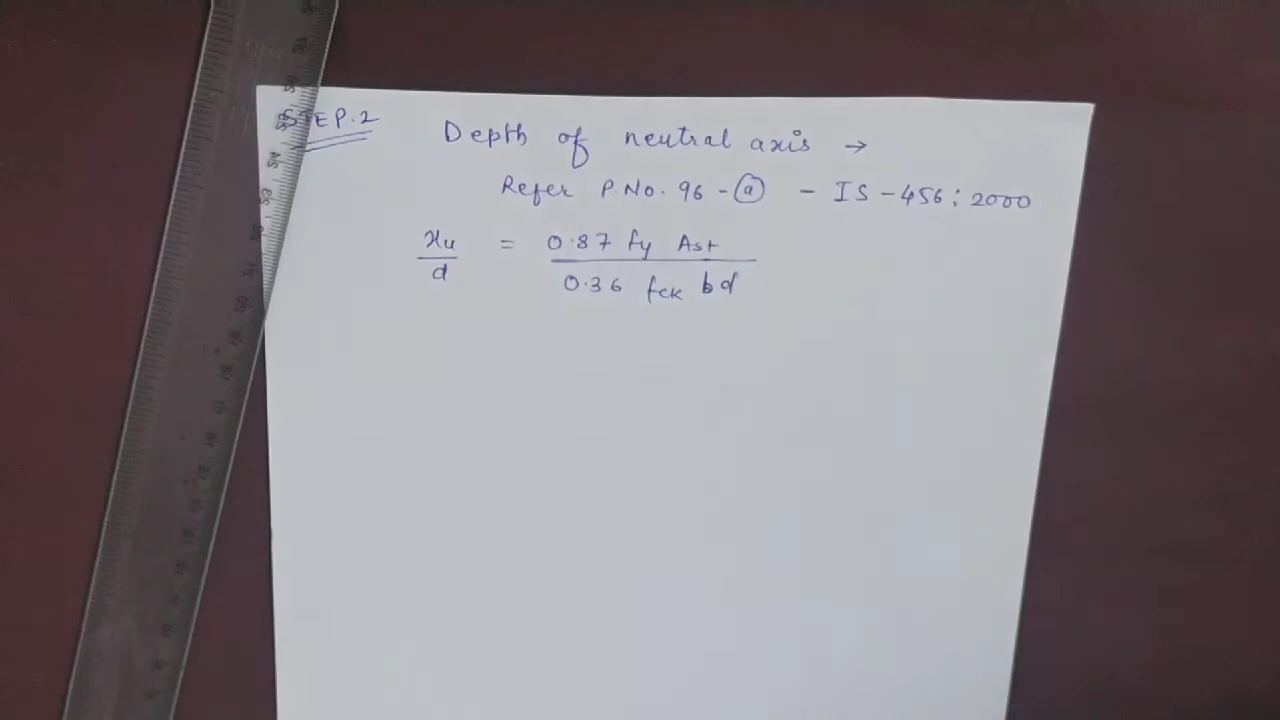 STEP.2
Depth of neutral axis →
Refer P.No. 96 - ⓐ - IS - 456 : 2000
xu/d = 0.87 fy Ast / 0.36 fck bd